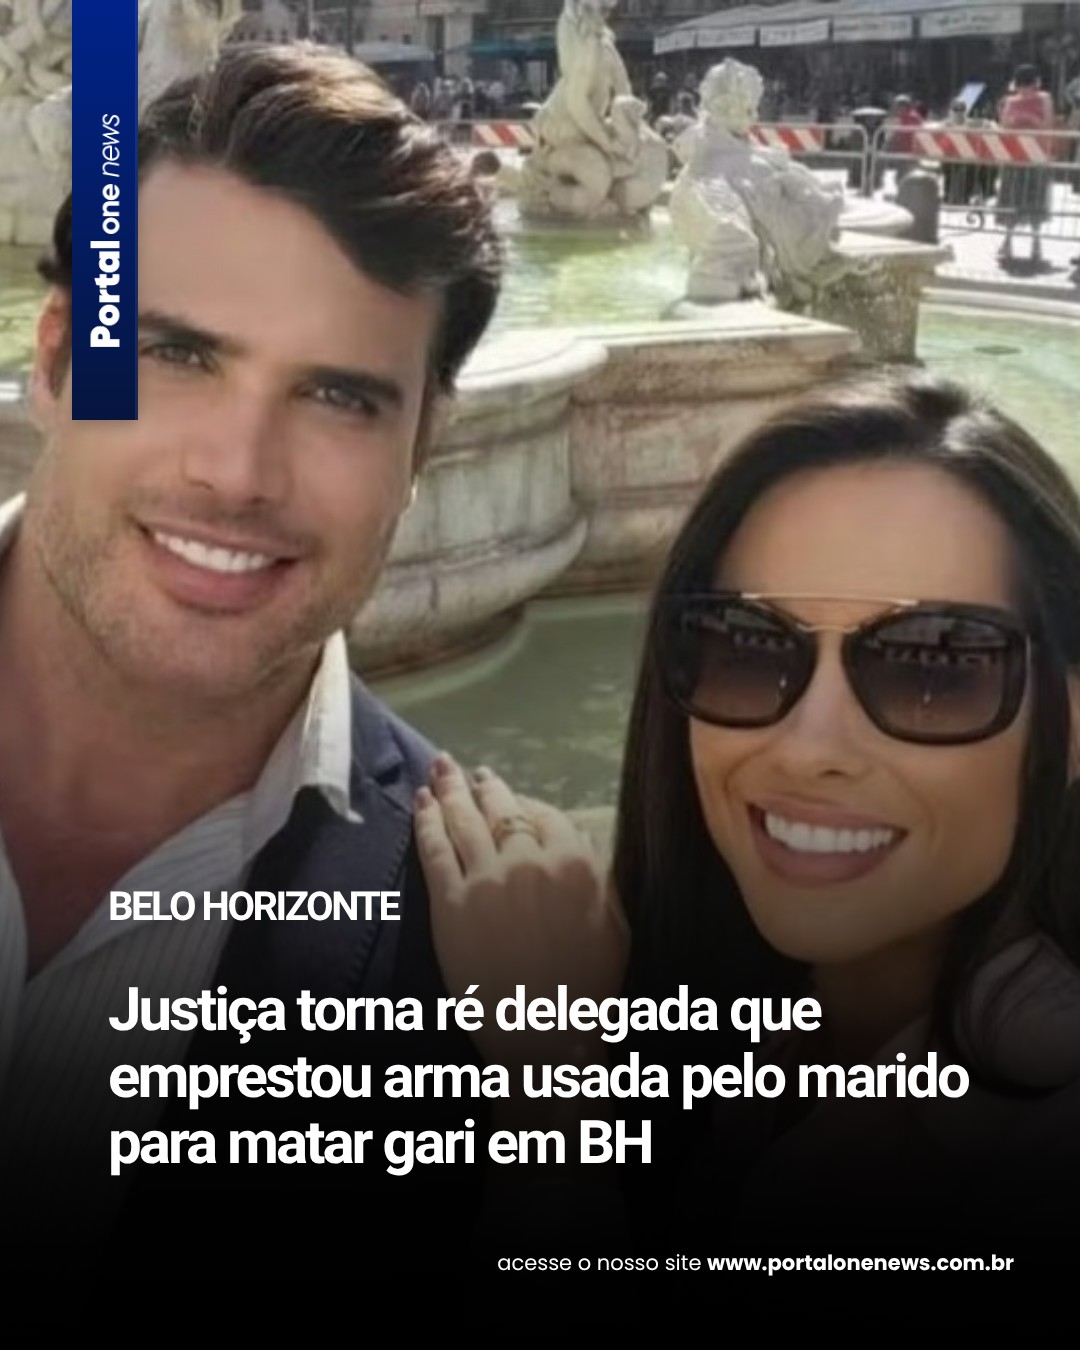 Portal one news
BELO HORIZONTE
Justiça torna ré delegada que
emprestou arma usada pelo marido
para matar gari em BH
acesse o nosso site www.portalonenews.com.br